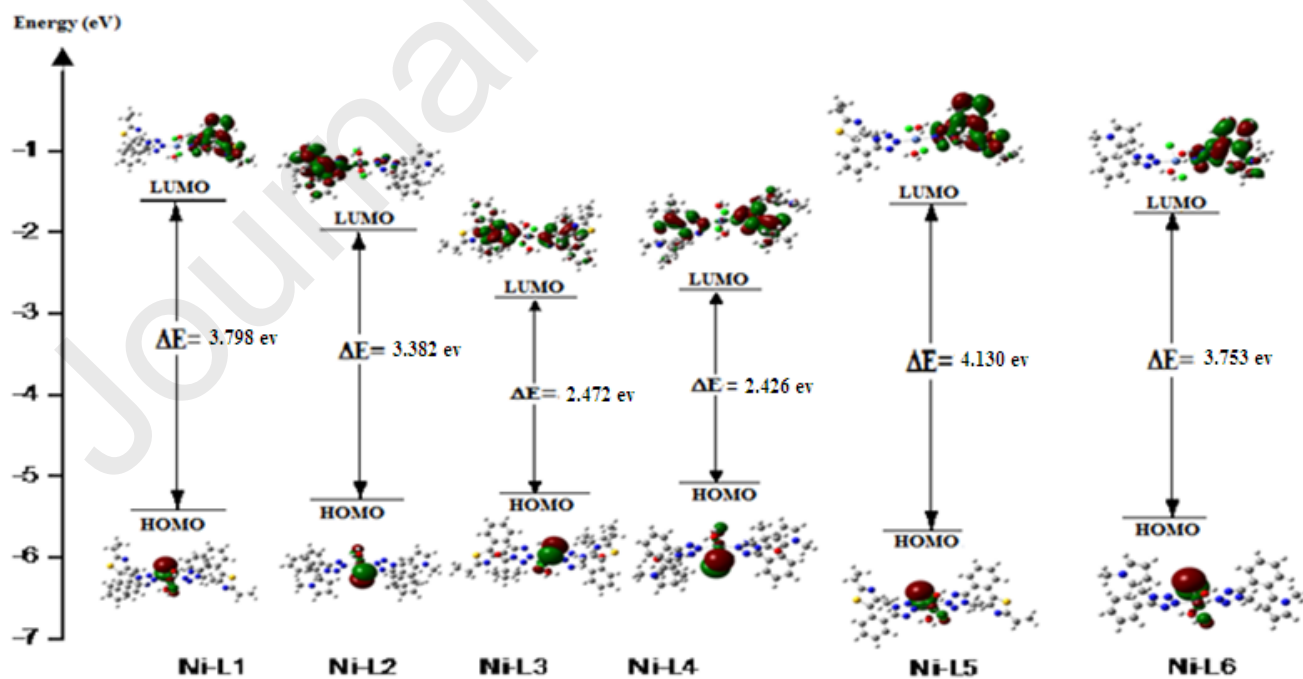 Energy (eV)
Journal
-1
-2
-3
-4
-5
-6
-7
LUMO
ΔE= 3.798 ev
HOMO
Ni-L1
LUMO
ΔE= 3.382 ev
HOMO
Ni-L2
LUMO
ΔE= 2.472 ev
HOMO
Ni-L3
LUMO
ΔE= 2.426 ev
HOMO
Ni-L4
LUMO
ΔE= 4.130 ev
HOMO
Ni-L5
LUMO
ΔE= 3.753 ev
HOMO
Ni-L6